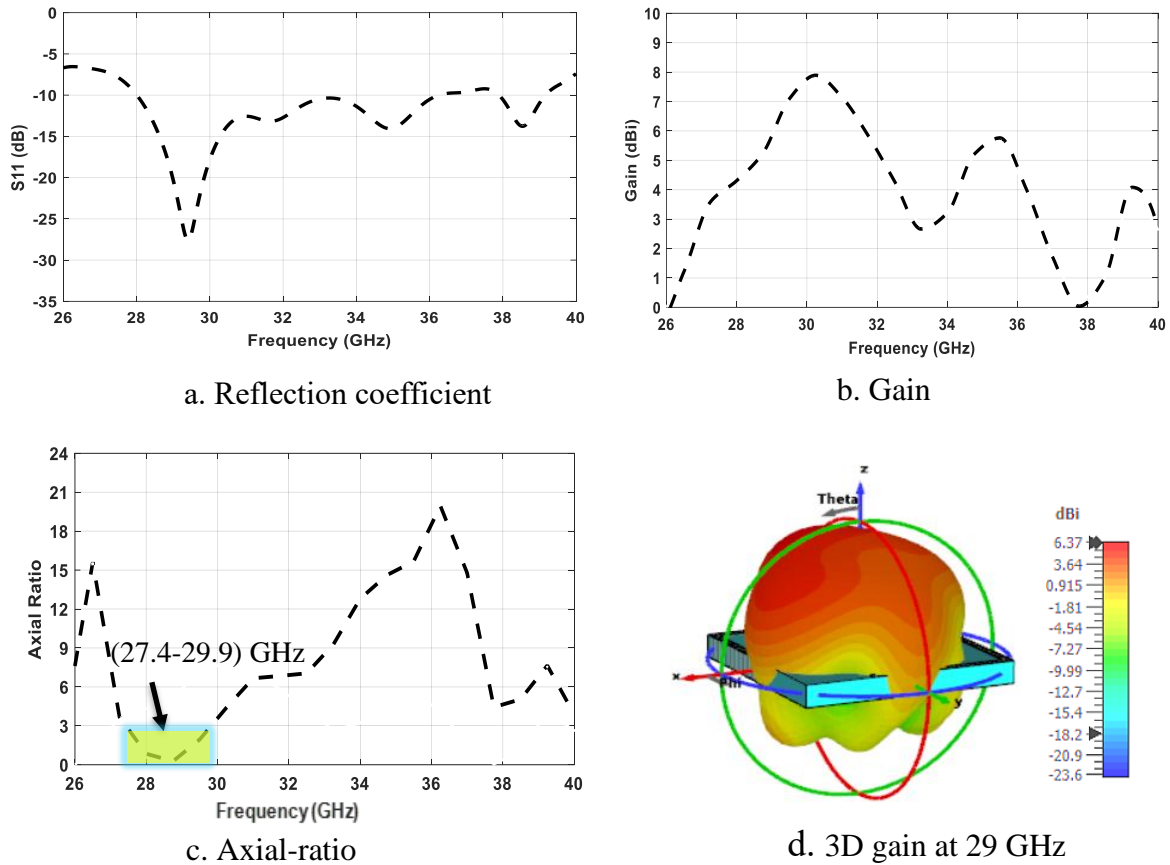 0
-5
-10
-15
-20
-25
-30
-35
S11 (dB)
26 28 30 32 34 36 38 40
Frequency (GHz)
a. Reflection coefficient
10
9
8
7
6
5
4
3
2
1
0
Gain (dBi)
26 28 30 32 34 36 38 40
Frequency (GHz)
b. Gain
24
21
18
15
12
9
6
3
0
Axial Ratio
(27.4-29.9) GHz
26 28 30 32 34 36 38 40
Frequency (GHz)
c. Axial-ratio
z
Theta
x
Phi
y
dBi
6.37
3.64
0.915
-1.81
-4.54
-7.27
-9.99
-12.7
-15.4
-18.2
-20.9
-23.6
d. 3D gain at 29 GHz